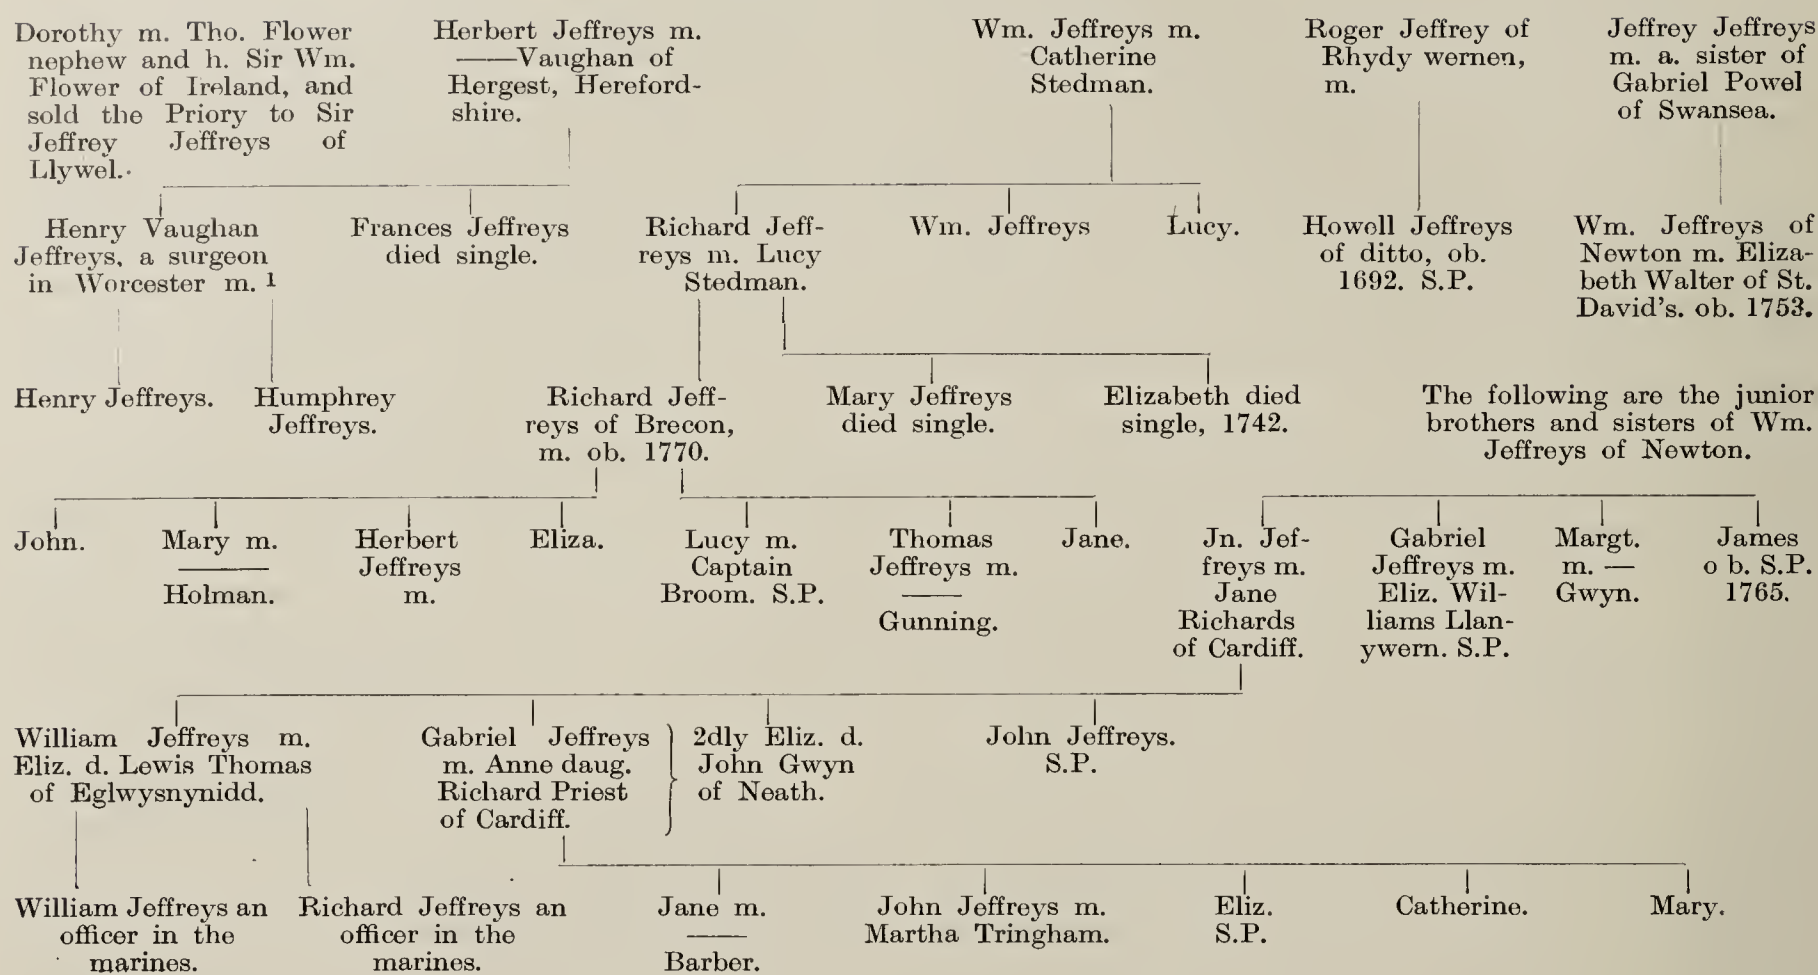 Dorothy m. Tho. Flower
nephew and h. Sir Wm.
Flower of Ireland, and
sold the Priory to Sir
Jeffrey Jeffreys of
Llywel.
Herbert Jeffreys m.
——Vaughan of
Hergest, Hereford-
shire.
Wm. Jeffreys m.
Catherine
Stedman.
Roger Jeffrey of
Rhydy wernen,
m.
Jeffrey Jeffreys
m. a. sister of
Gabriel Powel
of Swansea.
Henry Vaughan
Jeffreys, a surgeon
in Worcester m. 1
Frances Jeffreys
died single.
Richard Jeff-
reys m. Lucy
Stedman.
Wm. Jeffreys
Lucy.
Howell Jeffreys
of ditto, ob.
1692. S.P.
Wm. Jeffreys of
Newton m. Eliza-
beth Walter of St.
David's. ob. 1753.
Henry Jeffreys.
Humphrey
Jeffreys.
Richard Jeff-
reys of Brecon,
m. ob. 1770.
Mary Jeffreys
died single.
Elizabeth died
single, 1742.
The following are the junior
brothers and sisters of Wm.
Jeffreys of Newton.
John.
Mary m.
——
Holman.
Herbert
Jeffreys
m.
Eliza.
Lucy m.
Captain
Broom. S.P.
Thomas
Jeffreys m.
——
Gunning.
Jane.
Jn. Jef-
freys m.
Jane
Richards
of Cardiff.
Gabriel
Jeffreys m.
Eliz. Wil-
liams Llan-
ywern. S.P.
Margt.
m. —
Gwyn.
James
o b. S.P.
1765.
William Jeffreys m.
Eliz. d. Lewis Thomas
of Eglwysnynidd.
Gabriel Jeffreys
m. Anne daug.
Richard Priest
of Cardiff.
2dly Eliz. d.
John Gwyn
of Neath.
John Jeffreys.
S.P.
William Jeffreys an
officer in the
marines.
Richard Jeffreys an
officer in the
marines.
Jane m.
——
Barber.
John Jeffreys m.
Martha Tringham.
Eliz.
S.P.
Catherine.
Mary.